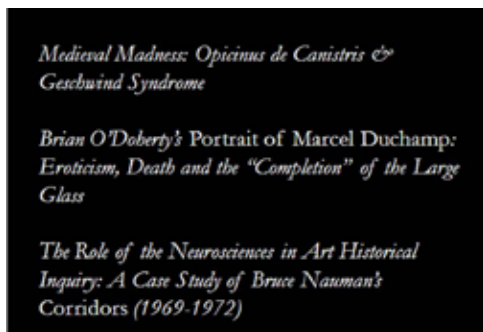 Medieval Madness: Opicinus de Canistris &
Geschwind Syndrome
Brian O'Doherty's Portrait of Marcel Duchamp:
Eroticism, Death and the "Completion" of the Large
Glass
The Role of the Neurosciences in Art Historical
Inquiry: A Case Study of Bruce Nauman's
Corridors (1969-1972)